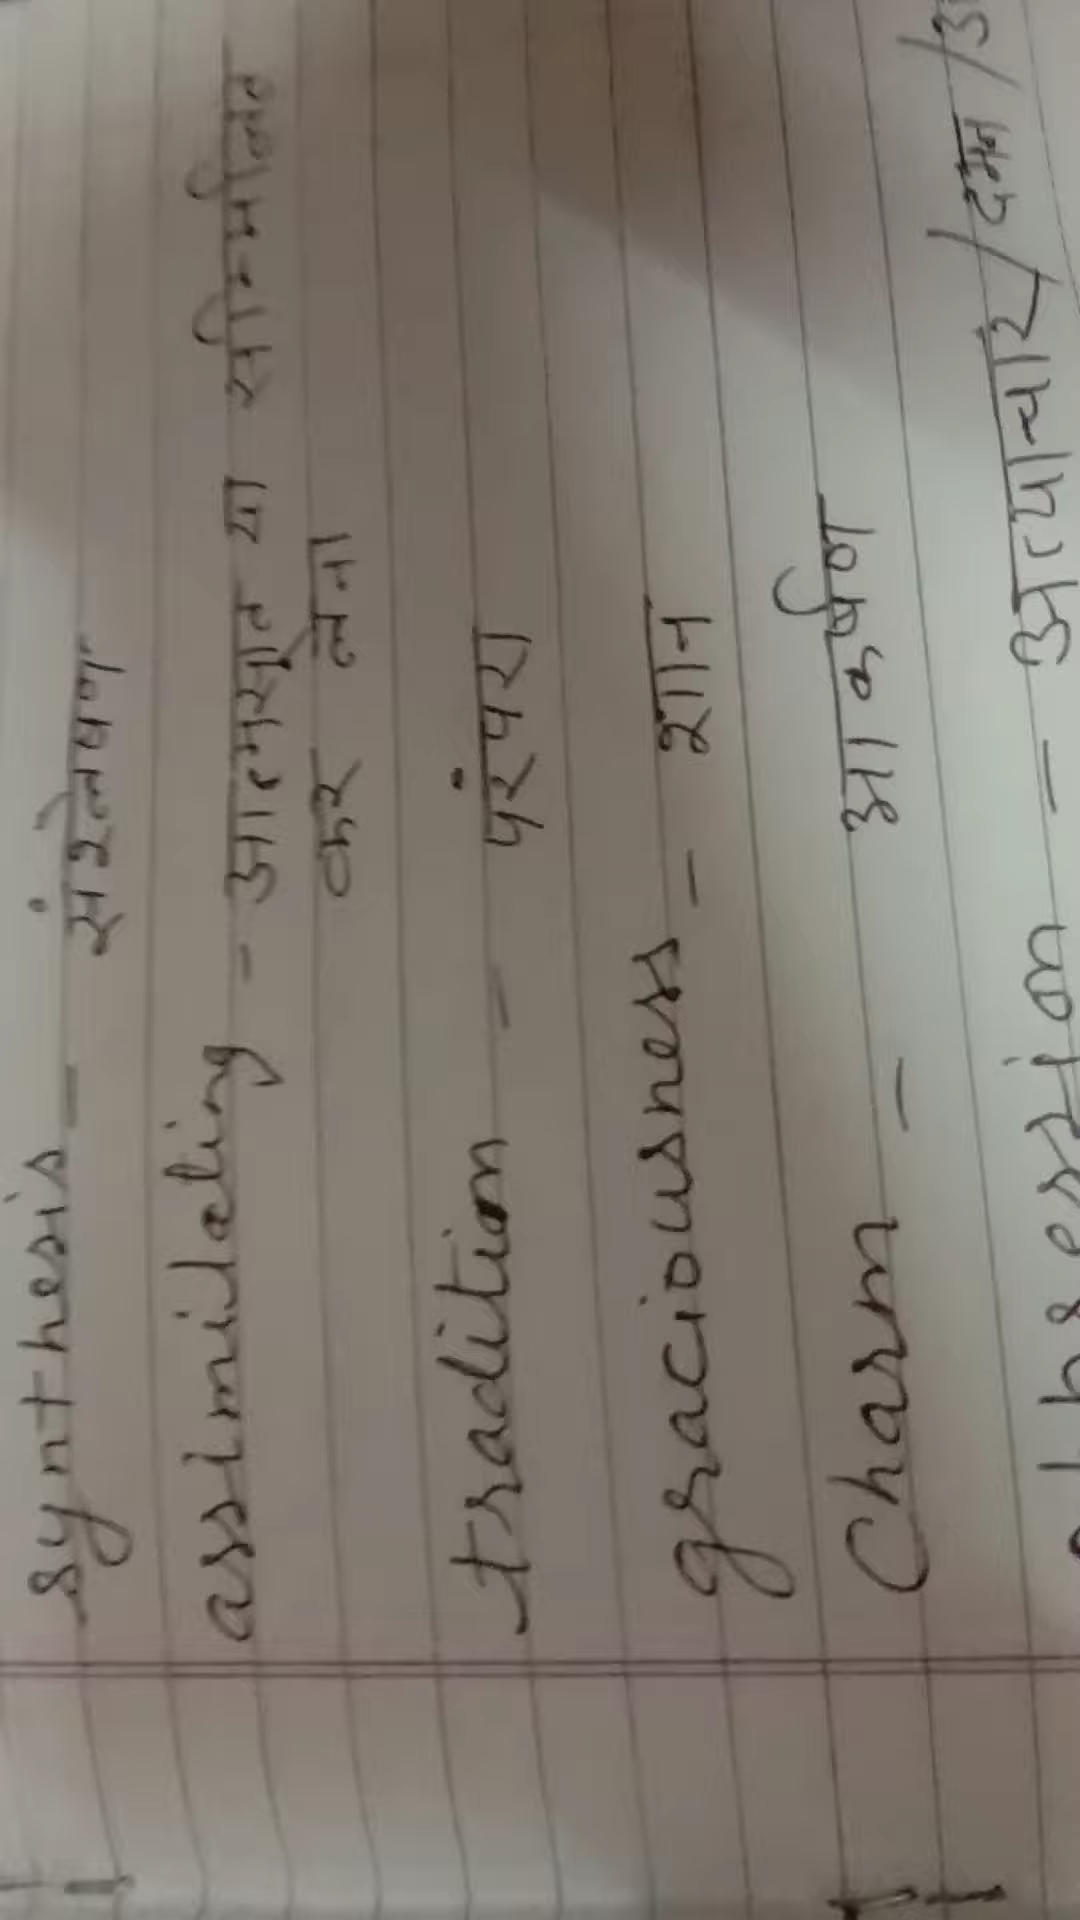 synthesis - संश्लेषण
assimilating - आत्मसात या सम्मिलित
कर लेना
tradition - परंपरा
graciousness - शान
Charm - आकर्षण
अत्याचार / दमन /